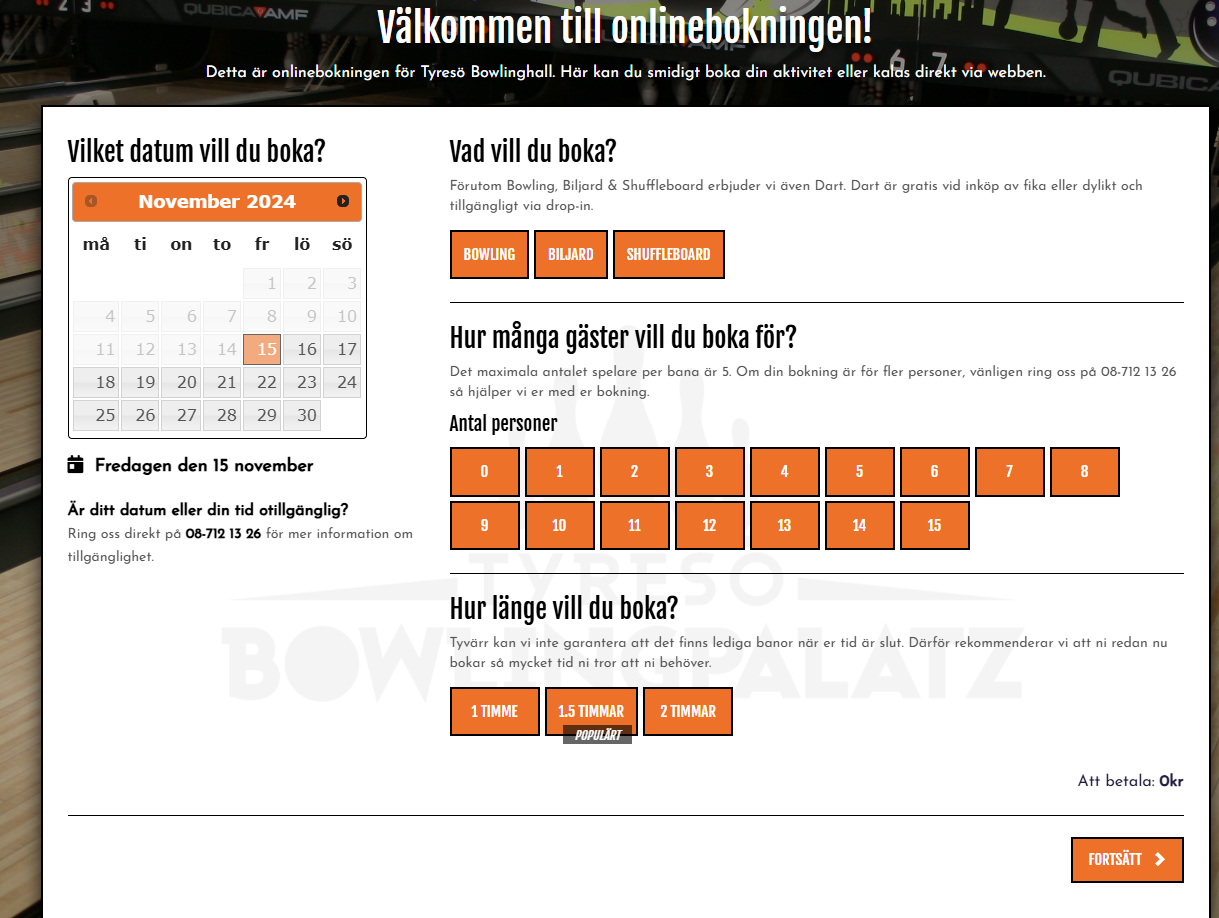 2 3
QUBICAAMF
Välkommen till onlinebokningen!
6 7
Detta är onlinebokningen för Tyresö Bowlinghall. Här kan du smidigt boka din aktivitet eller kalas direkt via webben.
Vilket datum vill du boka?
November 2024
må ti on to fr lö sö
1 2 3
4 5 6 7 8 9 10
11 12 13 14 15 16 17
18 19 20 21 22 23 24
25 26 27 28 29 30
Fredagen den 15 november
Är ditt datum eller din tid otillgänglig?
Ring oss direkt på 08-712 13 26 för mer information om
tillgänglighet.
Vad vill du boka?
Förutom Bowling, Biljard & Shuffleboard erbjuder vi även Dart. Dart är gratis vid inköp av fika eller dylikt och
tillgängligt via drop-in.
BOWLING BILJARD SHUFFLEBOARD
Hur många gäster vill du boka för?
Det maximala antalet spelare per bana är 5. Om din bokning är för fler personer, vänligen ring oss på 08-712 13 26
så hjälper vi er med er bokning.
Antal personer
0 1 2 3 4 5 6 7 8
9 10 11 12 13 14 15
TYRESÖ
BOWLINGPALATZ
Hur länge vill du boka?
Tyvärr kan vi inte garantera att det finns lediga banor när er tid är slut. Därför rekommenderar vi att ni redan nu
bokar så mycket tid ni tror att ni behöver.
1 TIMME 1.5 TIMMAR 2 TIMMAR
POPULÄRT
Att betala: 0kr
FORTSÄTT